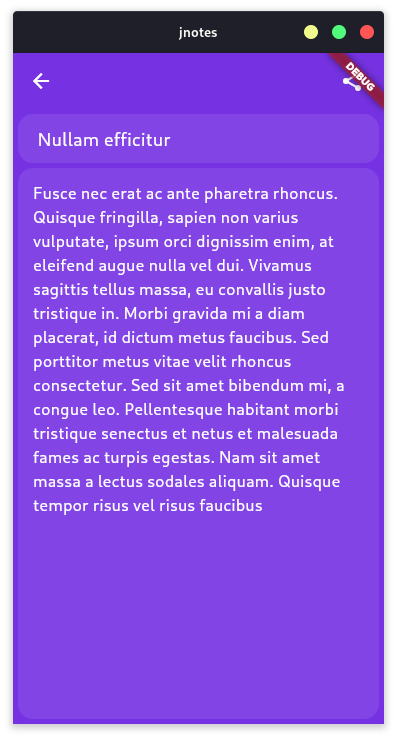 jnotes
DEBUG
Nullam efficitur
Fusce nec erat ac ante pharetra rhoncus.
Quisque fringilla, sapien non varius
vulputate, ipsum orci dignissim enim, at
eleifend augue nulla vel dui. Vivamus
sagittis tellus massa, eu convallis justo
tristique in. Morbi gravida mi a diam
placerat, id dictum metus faucibus. Sed
porttitor metus vitae velit rhoncus
consectetur. Sed sit amet bibendum mi, a
congue leo. Pellentesque habitant morbi
tristique senectus et netus et malesuada
fames ac turpis egestas. Nam sit amet
massa a lectus sodales aliquam. Quisque
tempor risus vel risus faucibus